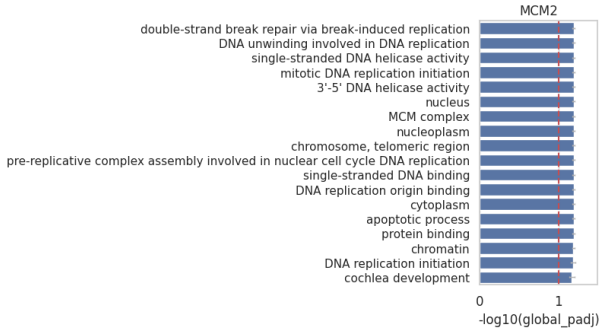 MCM2
double-strand break repair via break-induced replication
DNA unwinding involved in DNA replication
single-stranded DNA helicase activity
mitotic DNA replication initiation
3'-5' DNA helicase activity
nucleus
MCM complex
nucleoplasm
chromosome, telomeric region
pre-replicative complex assembly involved in nuclear cell cycle DNA replication
single-stranded DNA binding
DNA replication origin binding
cytoplasm
apoptotic process
protein binding
chromatin
DNA replication initiation
cochlea development
0 1
-log10(global_padj)